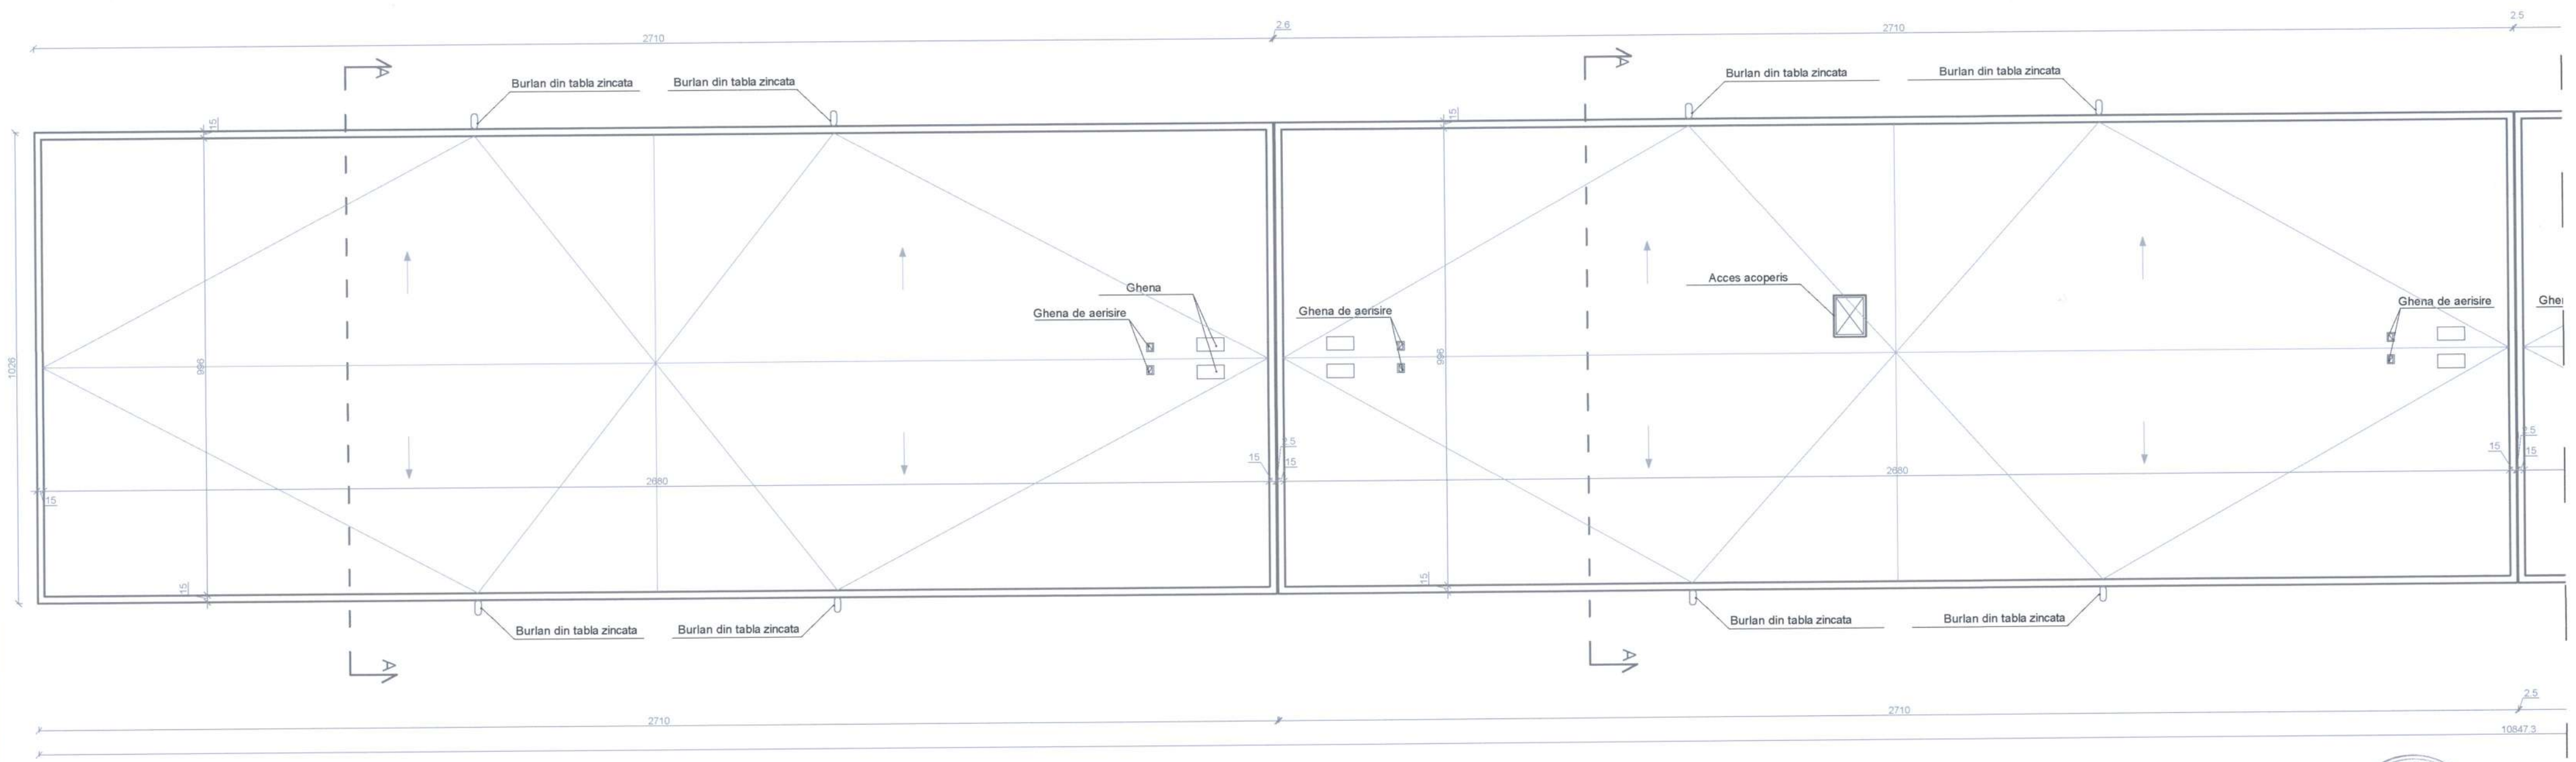 2710
2.6
2710
2.5
A
A
Burlan din tabla zincata
Burlan din tabla zincata
Burlan din tabla zincata
Burlan din tabla zincata
15
15
Acces acoperis
Ghena
Ghena de aerisire
Ghena de aerisire
Ghena de aerisire
Ghe
1026
996
996
2.5
15
15
2.5
15
15
2680
2680
15
15
15
Burlan din tabla zincata
Burlan din tabla zincata
Burlan din tabla zincata
Burlan din tabla zincata
A
A
2710
2710
2.5
10847.3